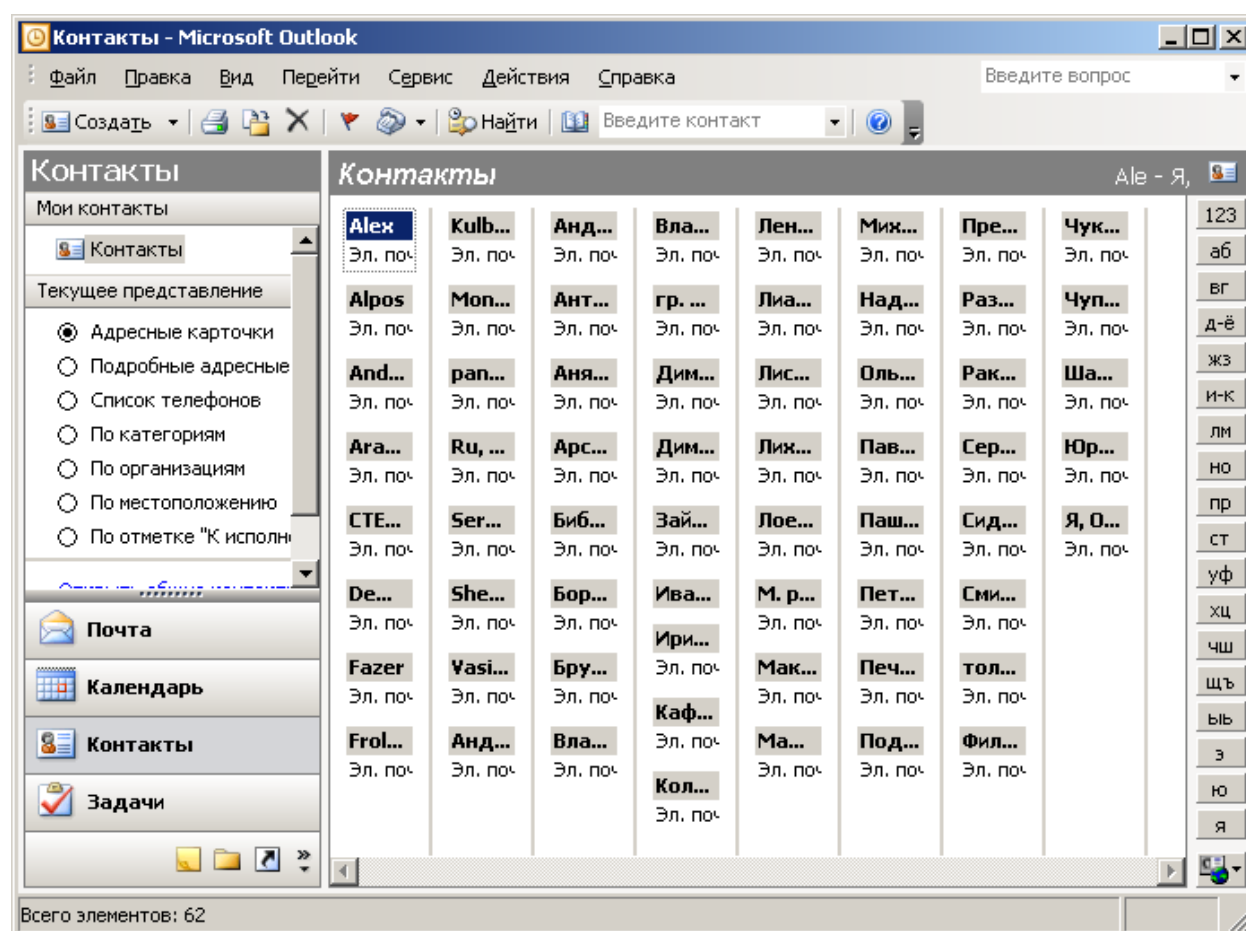 Контакты - Microsoft Outlook
Файл Правка Вид Перейти Сервис Действия Справка Введите вопрос
Создать Найти Введите контакт
Контакты
Мои контакты
Контакты
Текущее представление
Адресные карточки
Подробные адресные
Список телефонов
По категориям
По организациям
По местоположению
По отметке "К исполн
Почта
Календарь
Контакты
Задачи
Контакты Ale - Я,
Alex
Эл. поч
Alpos
Эл. поч
And...
Эл. поч
Ara...
Эл. поч
CTE...
Эл. поч
De...
Эл. поч
Fazer
Эл. поч
Frol...
Эл. поч
Kulb...
Эл. поч
Mon...
Эл. поч
pan...
Эл. поч
Ru, ...
Эл. поч
Ser...
Эл. поч
She...
Эл. поч
Vasi...
Эл. поч
Анд...
Эл. поч
Анд...
Эл. поч
Ант...
Эл. поч
Аня...
Эл. поч
Арс...
Эл. поч
Биб...
Эл. поч
Бор...
Эл. поч
Бру...
Эл. поч
Вла...
Эл. поч
Вла...
Эл. поч
гр. ...
Эл. поч
Дим...
Эл. поч
Дим...
Эл. поч
Зай...
Эл. поч
Ива...
Ири...
Эл. поч
Каф...
Эл. поч
Кол...
Эл. поч
Лен...
Эл. поч
Лиа...
Эл. поч
Лис...
Эл. поч
Лих...
Эл. поч
Лое...
Эл. поч
М. р...
Эл. поч
Мак...
Эл. поч
Ма...
Эл. поч
Мих...
Эл. поч
Над...
Эл. поч
Оль...
Эл. поч
Пав...
Эл. поч
Паш...
Эл. поч
Пет...
Эл. поч
Печ...
Эл. поч
Под...
Эл. поч
Пре...
Эл. поч
Раз...
Эл. поч
Рак...
Эл. поч
Сер...
Эл. поч
Сид...
Эл. поч
Сми...
Эл. поч
тол...
Эл. поч
Фил...
Эл. поч
Чук...
Эл. поч
Чуп...
Эл. поч
Ша...
Эл. поч
Юр...
Эл. поч
Я, О...
Эл. поч
123
аб
вг
д-ё
жз
и-к
лм
но
пр
ст
уф
хц
чш
щъ
ыь
э
ю
я
Всего элементов: 62